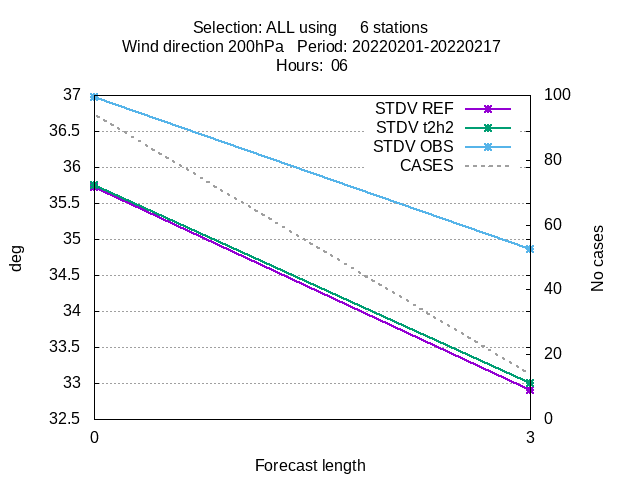 Selection: ALL using     6 stations
Wind direction 200hPa   Period: 20220201-20220217
Hours:  06
37
36.5
36
35.5
35
34.5
34
33.5
33
32.5
100
80
60
40
20
0
STDV REF
STDV t2h2
STDV OBS
CASES
deg
No cases
0
3
Forecast length